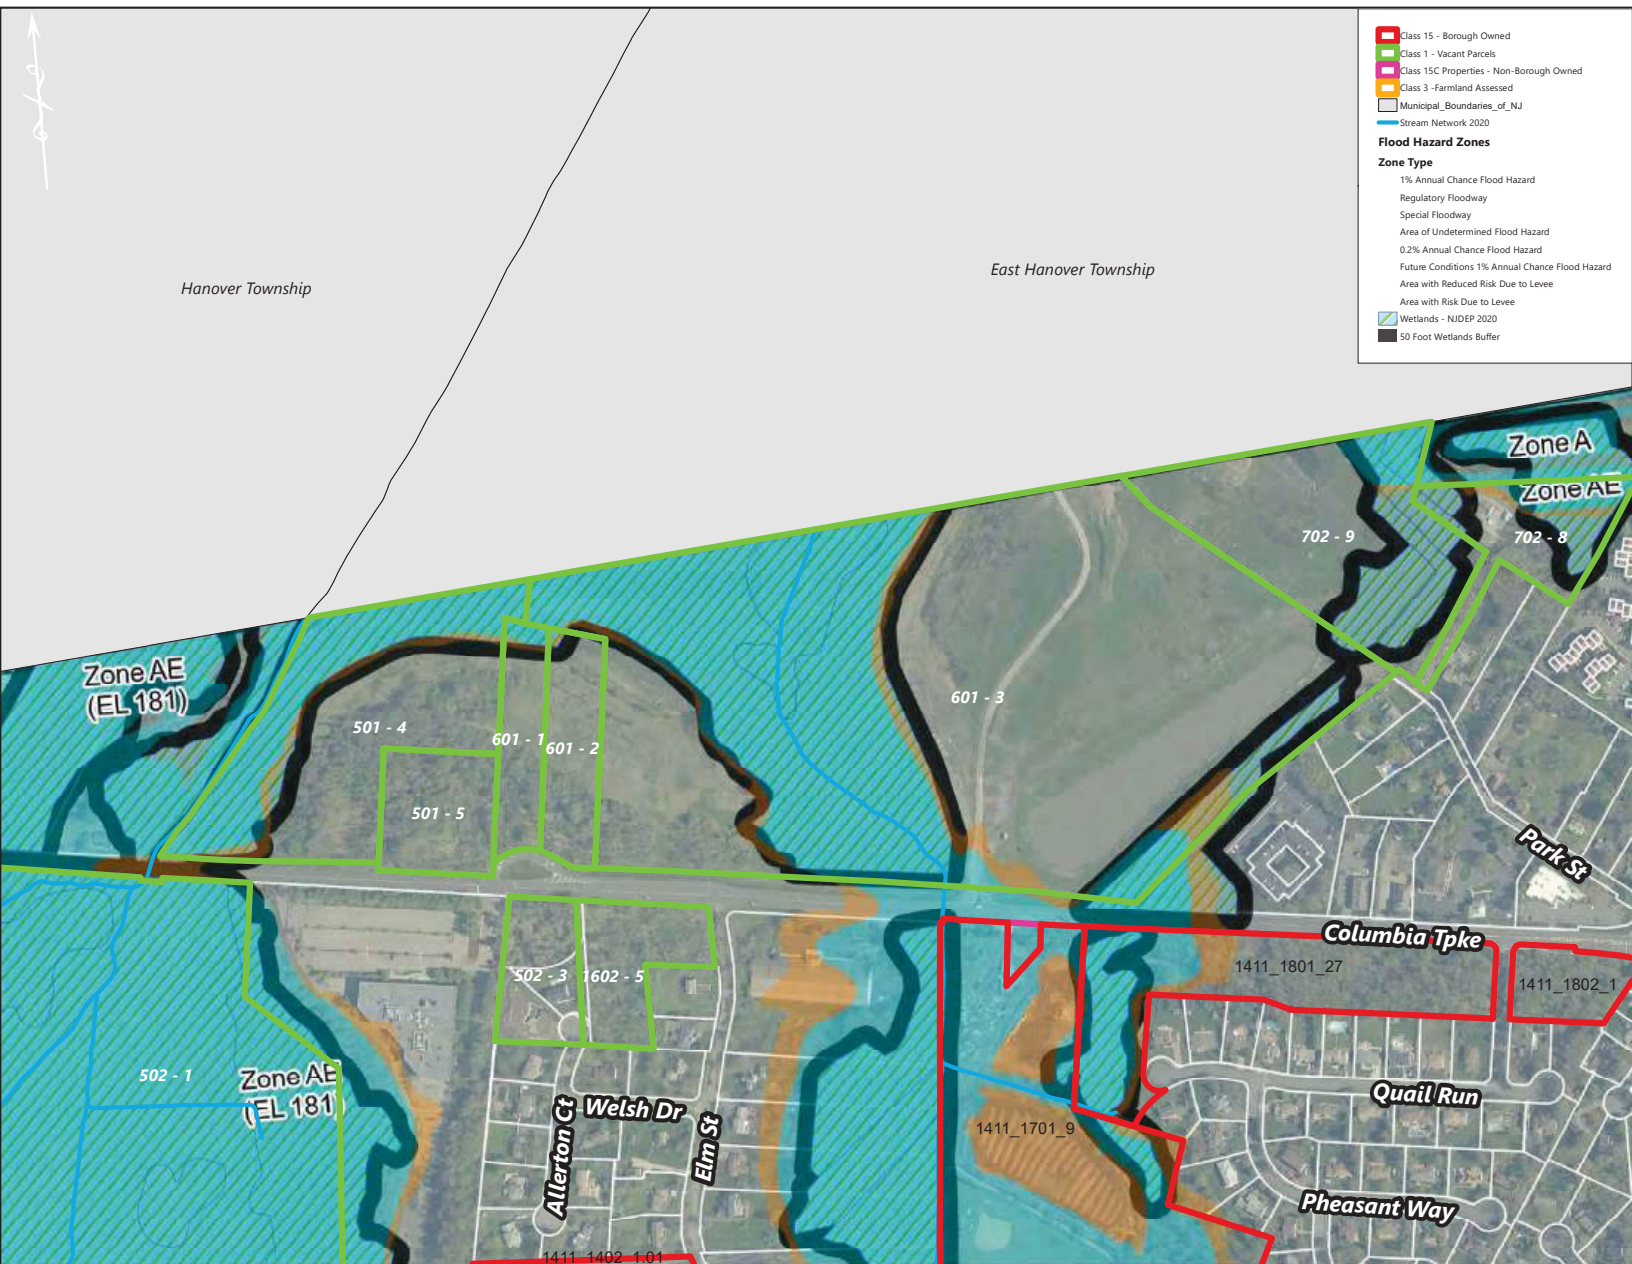 Class 15 - Borough Owned
Class 1 - Vacant Parcels
Class 15C Properties - Non-Borough Owned
Class 3 -Farmland Assessed
Municipal_Boundaries_of_NJ
Stream Network 2020
Flood Hazard Zones
Zone Type
1% Annual Chance Flood Hazard
Regulatory Floodway
Special Floodway
Area of Undetermined Flood Hazard
0.2% Annual Chance Flood Hazard
Future Conditions 1% Annual Chance Flood Hazard
Area with Reduced Risk Due to Levee
Area with Risk Due to Levee
Wetlands - NJDEP 2020
50 Foot Wetlands Buffer
Hanover Township
East Hanover Township
Zone A
Zone AE
702 - 9
702 - 8
Zone AE
(EL 181)
501 - 4
601 - 1
601 - 2
601 - 3
501 - 5
Park St
Columbia Tpke
1411_1801_27
1411_1802_1
502 - 3
1602 - 5
502 - 1
Zone AE
(EL 181)
Allerton Ct
Welsh Dr
Elm St
Quail Run
1411_1701_9
Pheasant Way
1411_1402_1.01